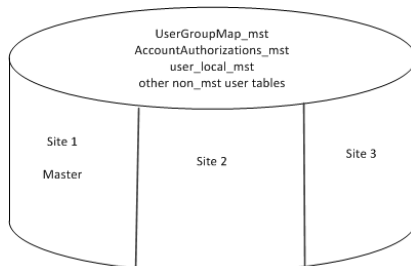 UserGroupMap_mst
AccountAuthorizations_mst
user_local_mst
other non_mst user tables
Site 1
Master
Site 2
Site 3